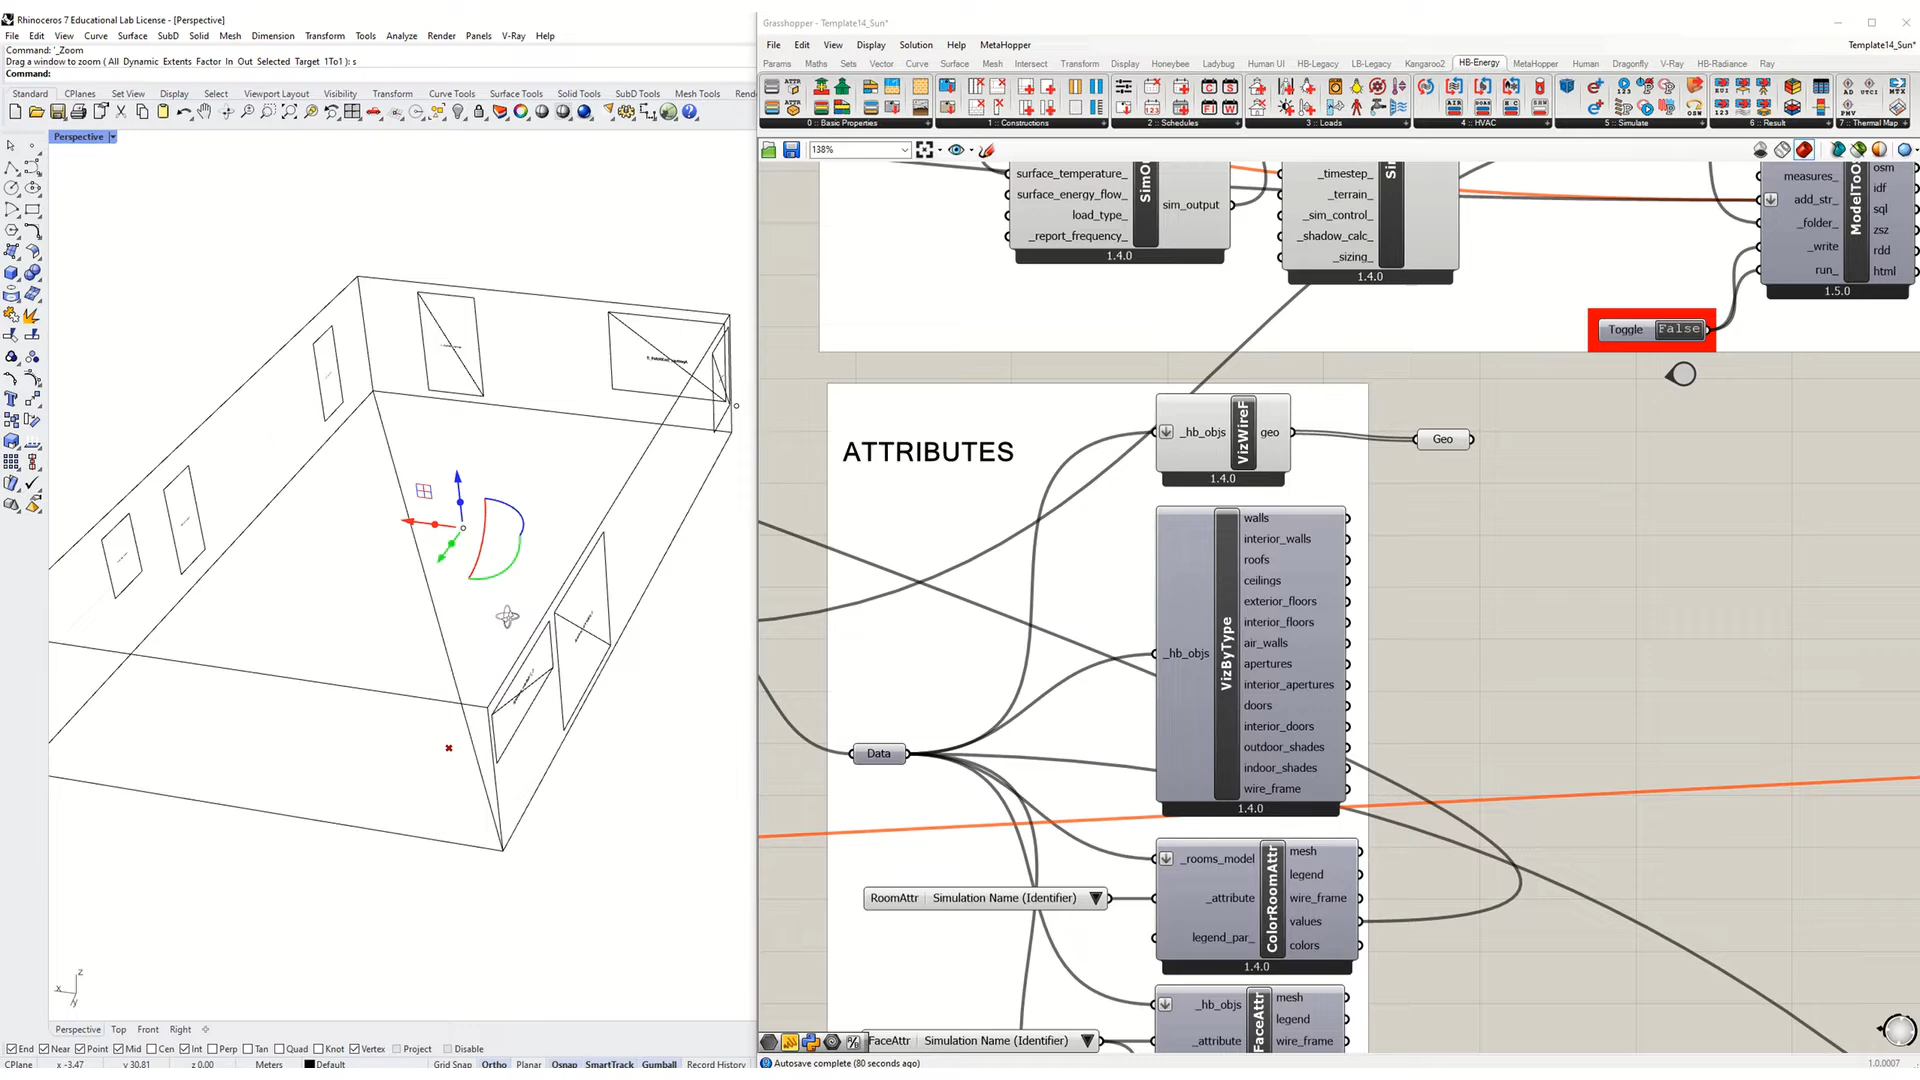 Rhinoceros 7 Educational Lab License - [Perspective]
File Edit View Curve Surface SubD Solid Mesh Dimension Transform Tools Analyze Render Panels V-Ray Help
Command: '_Zoom
Drag a window to zoom ( All Dynamic Extents Factor In Out Selected Target 1To1 ): s
Command:
Standard CPlanes Set View Display Select Viewport Layout Visibility Transform Curve Tools Surface Tools Solid Tools SubD Tools Mesh Tools
Perspective
z
x
y
Perspective Top Front Right
End Near Point Mid Cen Int Perp Tan Quad Knot Vertex Project Disable
CPlane x -3.47 y 30.81 z 0.00 Meters Default Grid Snap Ortho Planar Osnap SmartTrack Gumball Record History
Grasshopper - Template14_Sun*
File Edit View Display Solution Help MetaHopper Template14_Sun*
Params Maths Sets Vector Curve Surface Mesh Intersect Transform Display Honeybee Ladybug Human UI HB-Legacy LB-Legacy Kangaroo2 HB-Energy MetaHopper Human Dragonfly V-Ray HB-Radiance Ray
0 :: Basic Properties 1 :: Constructions 2 :: Schedules 3 :: Loads 4 :: HVAC 5 :: Simulate 6 :: Result 7 :: Thermal Map
138%
surface_temperature_
surface_energy_flow_
load_type_
_report_frequency_
sim_output
1.4.0
_timestep_
_terrain_
_sim_control_
_shadow_calc_
_sizing_
1.4.0
measures_
add_str_
_folder_
_write
run_
osm
idf
sql
zsz
rdd
html
1.5.0
Toggle False
ATTRIBUTES
_hb_objs VizWireF geo
1.4.0
Geo
_hb_objs
VizByType
walls
interior_walls
roofs
ceilings
exterior_floors
interior_floors
air_walls
apertures
interior_apertures
doors
interior_doors
outdoor_shades
indoor_shades
wire_frame
1.4.0
Data
RoomAttr Simulation Name (Identifier)
_rooms_model
_attribute
legend_par_
ColorRoomAttr
mesh
legend
wire_frame
values
colors
1.4.0
FaceAttr Simulation Name (Identifier)
_hb_objs
_attribute
FaceAttr
mesh
legend
wire_frame
Autosave complete (80 seconds ago)
1.0.0007